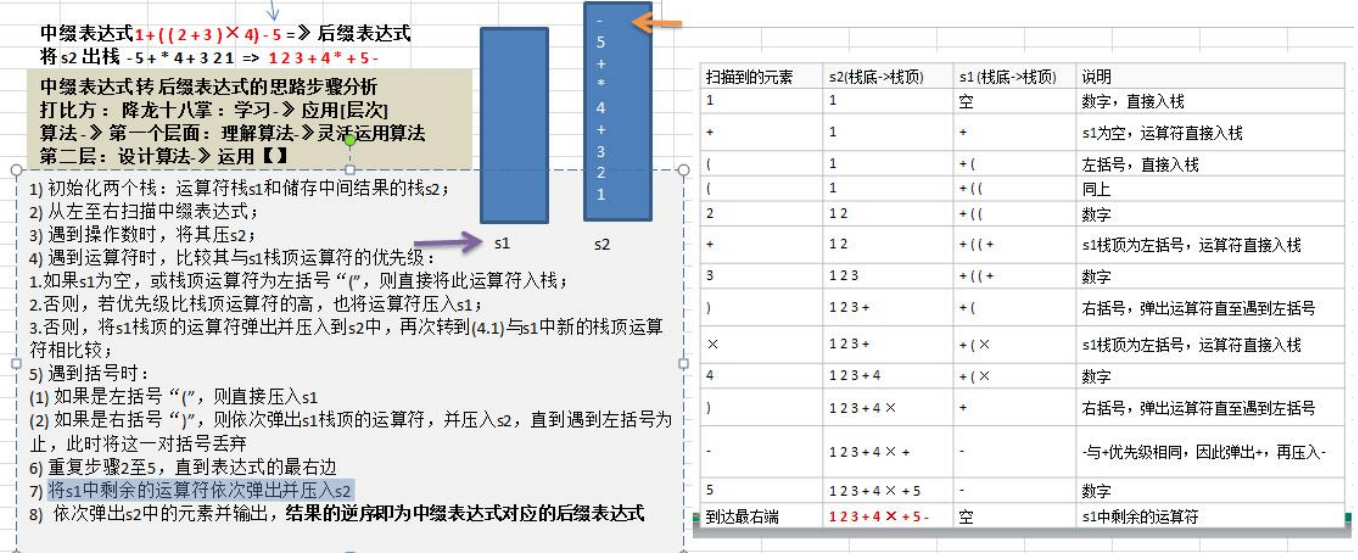 中缀表达式1+((2+3)×4)-5=》后缀表达式
将s2出栈 -5+*4+321 => 123+4*+5-
中缀表达式转后缀表达式的思路步骤分析
打比方：降龙十八掌：学习-》应用[层次]
算法-》第一个层面：理解算法-》灵活运用算法
第二层：设计算法-》运用【】
1) 初始化两个栈：运算符栈s1和储存中间结果的栈s2；
2) 从左至右扫描中缀表达式；
3) 遇到操作数时，将其压s2；
4) 遇到运算符时，比较其与s1栈顶运算符的优先级：
1.如果s1为空，或栈顶运算符为左括号“(”，则直接将此运算符入栈；
2.否则，若优先级比栈顶运算符的高，也将运算符压入s1；
3.否则，将s1栈顶的运算符弹出并压入到s2中，再次转到(4.1)与s1中新的栈顶运算
符相比较；
5) 遇到括号时：
(1) 如果是左括号“(”，则直接压入s1
(2) 如果是右括号“)”，则依次弹出s1栈顶的运算符，并压入s2，直到遇到左括号为
止，此时将这一对括号丢弃
6) 重复步骤2至5，直到表达式的最右边
7) 将s1中剩余的运算符依次弹出并压入s2
8) 依次弹出s2中的元素并输出，结果的逆序即为中缀表达式对应的后缀表达式
s1
-
5
+
*
4
+
3
2
1
s2
扫描到的元素 s2(栈底->栈顶) s1 (栈底->栈顶) 说明
1 1 空 数字，直接入栈
+ 1 + s1为空，运算符直接入栈
( 1 + ( 左括号，直接入栈
( 1 + ( ( 同上
2 1 2 + ( ( 数字
+ 1 2 + ( ( + s1栈顶为左括号，运算符直接入栈
3 1 2 3 + ( ( + 数字
) 1 2 3 + + ( 右括号，弹出运算符直至遇到左括号
× 1 2 3 + + ( × s1栈顶为左括号，运算符直接入栈
4 1 2 3 + 4 + ( × 数字
) 1 2 3 + 4 × + 右括号，弹出运算符直至遇到左括号
- 1 2 3 + 4 × + - -与+优先级相同，因此弹出+，再压入-
5 1 2 3 + 4 × + 5 - 数字
到达最右端 1 2 3 + 4 × + 5 - 空 s1中剩余的运算符